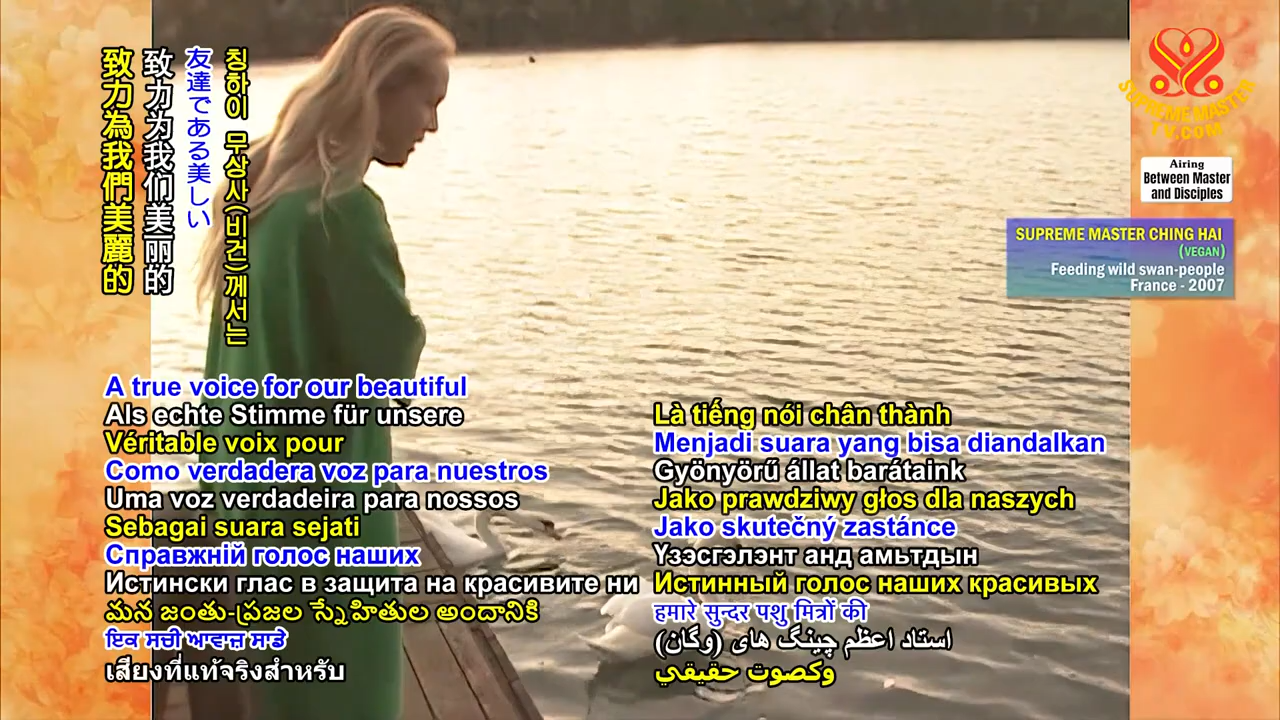 致力為我們美麗的
致力为我们美丽的
友達である美しい
칭하이 무상사(비건)께서는
A true voice for our beautiful
Als echte Stimme für unsere
Véritable voix pour
Como verdadera voz para nuestros
Uma voz verdadeira para nossos
Sebagai suara sejati
Справжній голос наших
Истински глас в защита на красивите ни
మన జంతు-ప్రజల స్నేహితుల అందానికి
ਇਕ ਸਚੀ ਆਵਾਜ਼ ਸਾਡੇ
เสียงที่แท้จริงสำหรับ
Là tiếng nói chân thành
Menjadi suara yang bisa diandalkan
Gyönyörű állat barátaink
Jako prawdziwy głos dla naszych
Jako skutečný zastánce
Үзэсгэлэнт анд амьтдын
Истинный голос наших красивых
हमारे सुन्दर पशु मित्रों की
استاد اعظم چینگ های (وگان)
وكصوت حقيقي
SUPREME MASTER
TV.COM
Airing
Between Master
and Disciples
SUPREME MASTER CHING HAI
(VEGAN)
Feeding wild swan-people
France - 2007